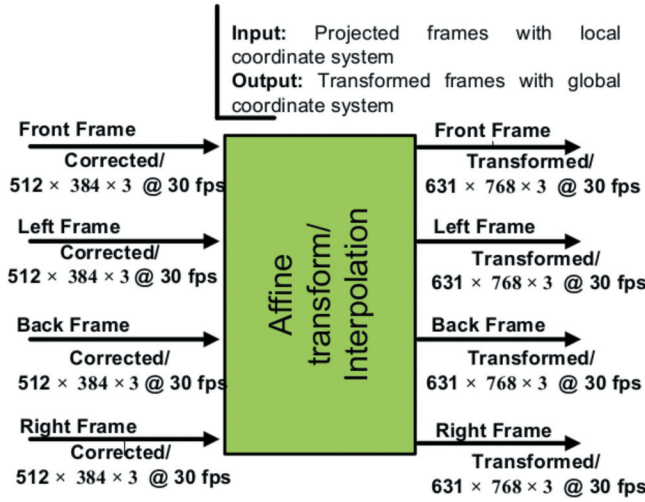 Input: Projected frames with local
coordinate system
Output: Transformed frames with global
coordinate system
Front Frame
Corrected/
512 × 384 × 3 @ 30 fps
Left Frame
Corrected/
512 × 384 × 3 @ 30 fps
Back Frame
Corrected/
512 × 384 × 3 @ 30 fps
Right Frame
Corrected/
512 × 384 × 3 @ 30 fps
Affine
transform/
Interpolation
Front Frame
Transformed/
631 × 768 × 3 @ 30 fps
Left Frame
Transformed/
631 × 768 × 3 @ 30 fps
Back Frame
Transformed/
631 × 768 × 3 @ 30 fps
Right Frame
Transformed/
631 × 768 × 3 @ 30 fps